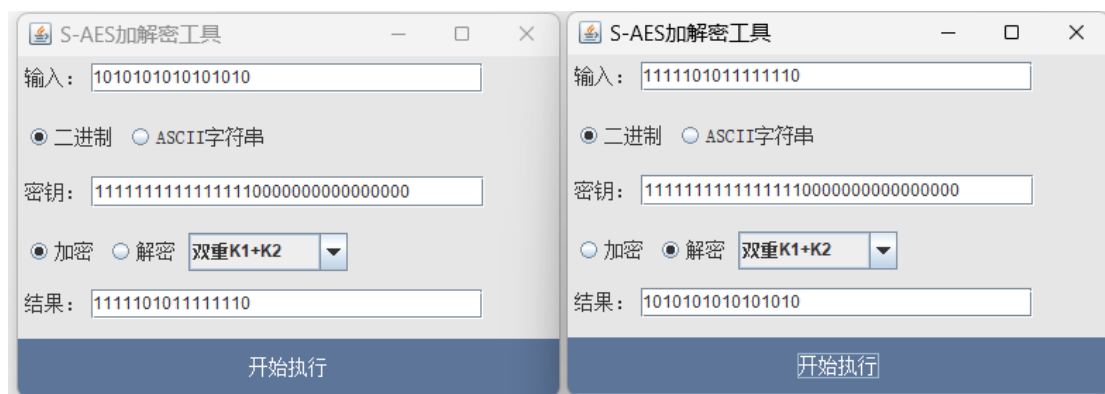 S-AES加解密工具
输入： 1010101010101010
二进制 ASCII字符串
密钥： 11111111111111110000000000000000
加密 解密 双重K1+K2
结果： 1111101011111110
开始执行
S-AES加解密工具
输入： 1111101011111110
二进制 ASCII字符串
密钥： 11111111111111110000000000000000
加密 解密 双重K1+K2
结果： 1010101010101010
开始执行